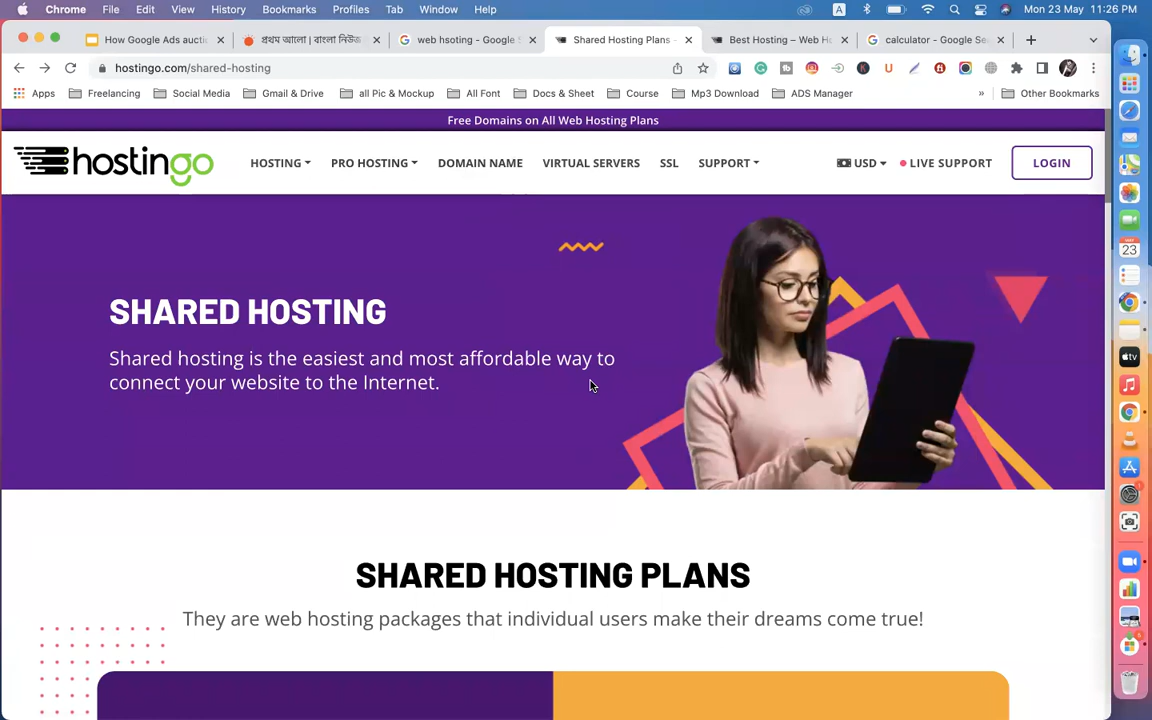 Chrome File Edit View History Bookmarks Profiles Tab Window Help A Mon 23 May 11:26 PM
How Google Ads aucti প্রথম আলো | বাংলা নিউজ web hsoting - Google S Shared Hosting Plans - Best Hosting – Web Ho calculator - Google Sea
hostingo.com/shared-hosting
Apps Freelancing Social Media Gmail & Drive all Pic & Mockup All Font Docs & Sheet Course Mp3 Download ADS Manager » Other Bookmarks
Free Domains on All Web Hosting Plans
hostingo HOSTING PRO HOSTING DOMAIN NAME VIRTUAL SERVERS SSL SUPPORT USD LIVE SUPPORT LOGIN
SHARED HOSTING
Shared hosting is the easiest and most affordable way to
connect your website to the Internet.
SHARED HOSTING PLANS
They are web hosting packages that individual users make their dreams come true!
23
tv